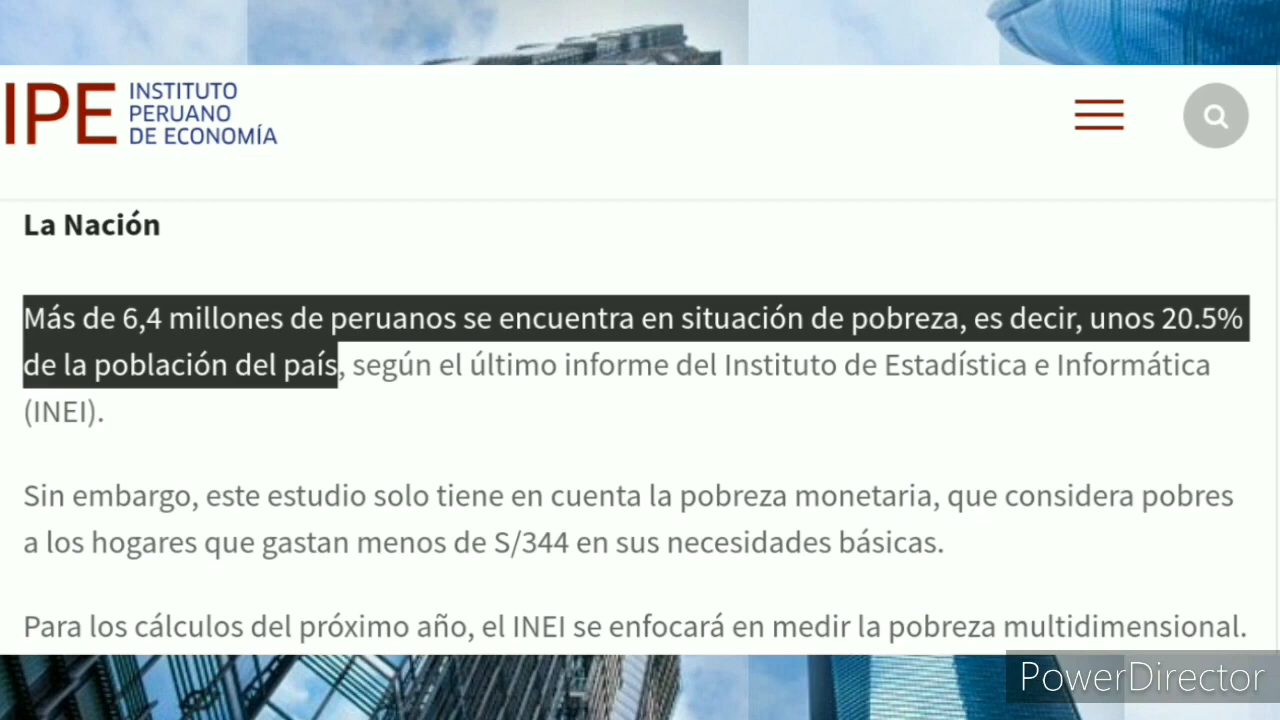 IPE INSTITUTO
PERUANO
DE ECONOMÍA
La Nación
Más de 6,4 millones de peruanos se encuentra en situación de pobreza, es decir, unos 20.5%
de la población del país, según el último informe del Instituto de Estadística e Informática
(INEI).
Sin embargo, este estudio solo tiene en cuenta la pobreza monetaria, que considera pobres
a los hogares que gastan menos de S/344 en sus necesidades básicas.
Para los cálculos del próximo año, el INEI se enfocará en medir la pobreza multidimensional.
PowerDirector